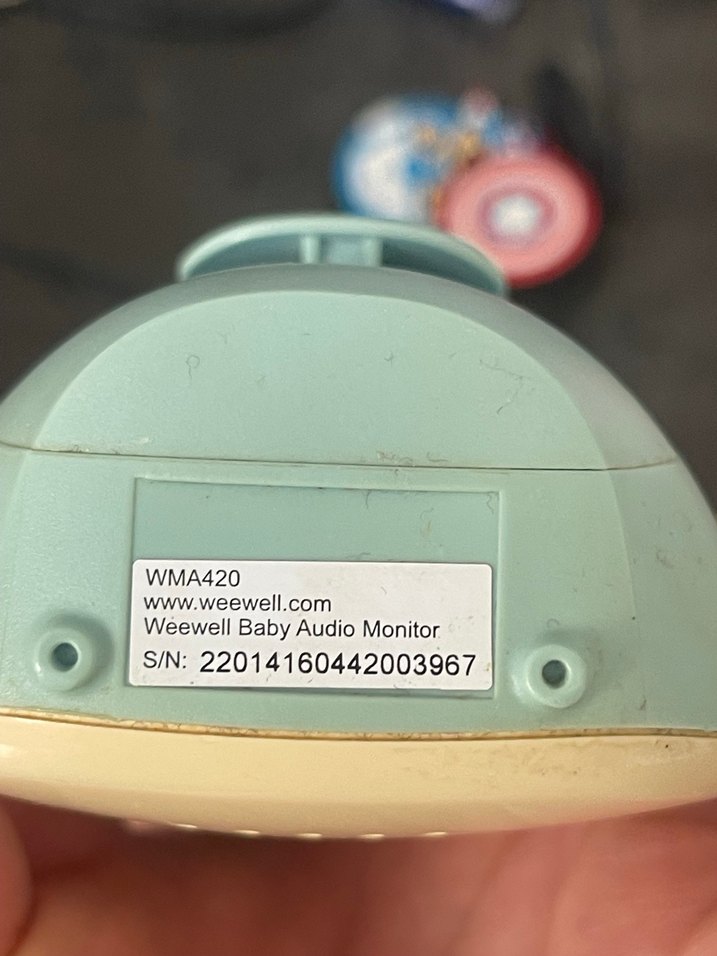 WMA420
www.weewell.com
Weewell Baby Audio Monitor
S/N: 22014160442003967